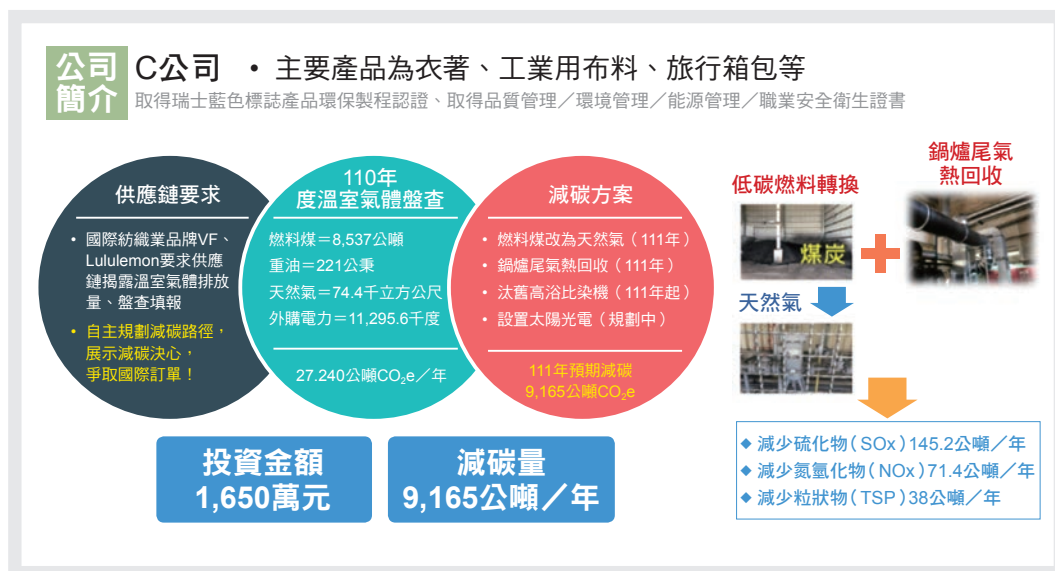 公司
簡介
C公司 • 主要產品為衣著、工業用布料、旅行箱包等
取得瑞士藍色標誌產品環保製程認證、取得品質管理／環境管理／能源管理／職業安全衛生證書
供應鏈要求
• 國際紡織業品牌VF、
Lululemon要求供應
鏈揭露溫室氣體排放
量、盤查填報
• 自主規劃減碳路徑，
展示減碳決心，
爭取國際訂單！
110年
度溫室氣體盤查
燃料煤＝8,537公噸
重油＝221公秉
天然氣＝74.4千立方公尺
外購電力＝11,295.6千度
27.240公噸CO₂e／年
減碳方案
• 燃料煤改為天然氣（111年）
• 鍋爐尾氣熱回收（111年）
• 汰舊高浴比染機（111年起）
• 設置太陽光電（規劃中）
111年預期減碳
9,165公噸CO₂e
投資金額
1,650萬元
減碳量
9,165公噸／年
低碳燃料轉換
煤炭
天然氣
鍋爐尾氣
熱回收
◆ 減少硫化物（SOx）145.2公噸／年
◆ 減少氮氫化物（NOx）71.4公噸／年
◆ 減少粒狀物（TSP）38公噸／年